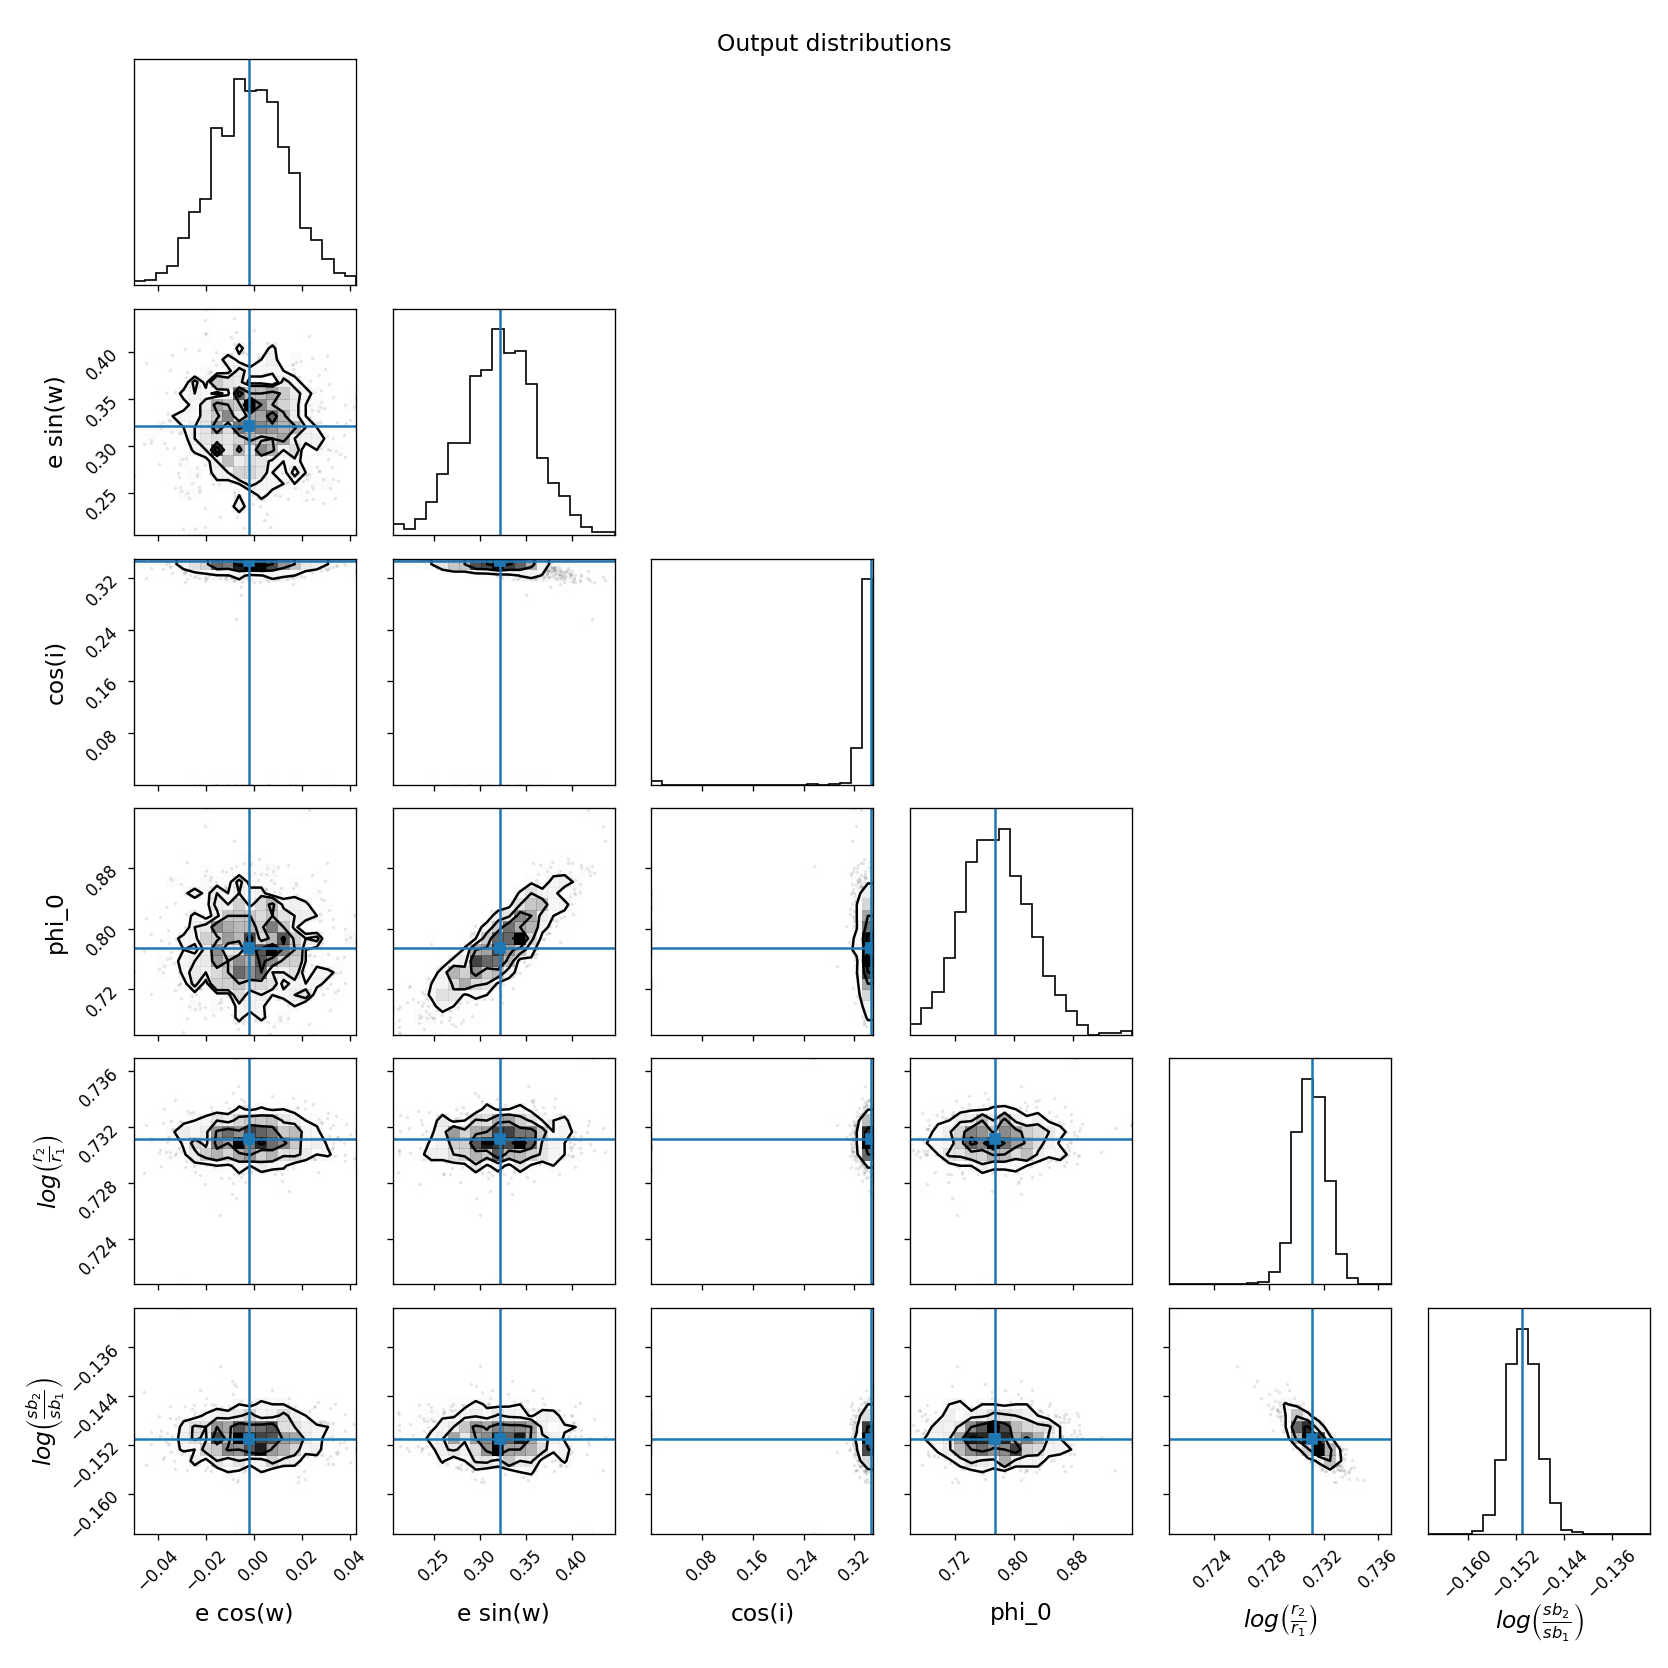 Output distributions
e sin(w)
0.40
0.35
0.30
0.25
cos(i)
0.32
0.24
0.16
0.08
phi_0
0.88
0.80
0.72
log(r₂/r₁)
0.736
0.732
0.728
0.724
log(sb₂/sb₁)
−0.136
−0.144
−0.152
−0.160
−0.04 −0.02 0.00 0.02 0.04 0.25 0.30 0.35 0.40 0.08 0.16 0.24 0.32 0.72 0.80 0.88 0.724 0.728 0.732 0.736 −0.160 −0.152 −0.144 −0.136
e cos(w) e sin(w) cos(i) phi_0 log(r₂/r₁) log(sb₂/sb₁)